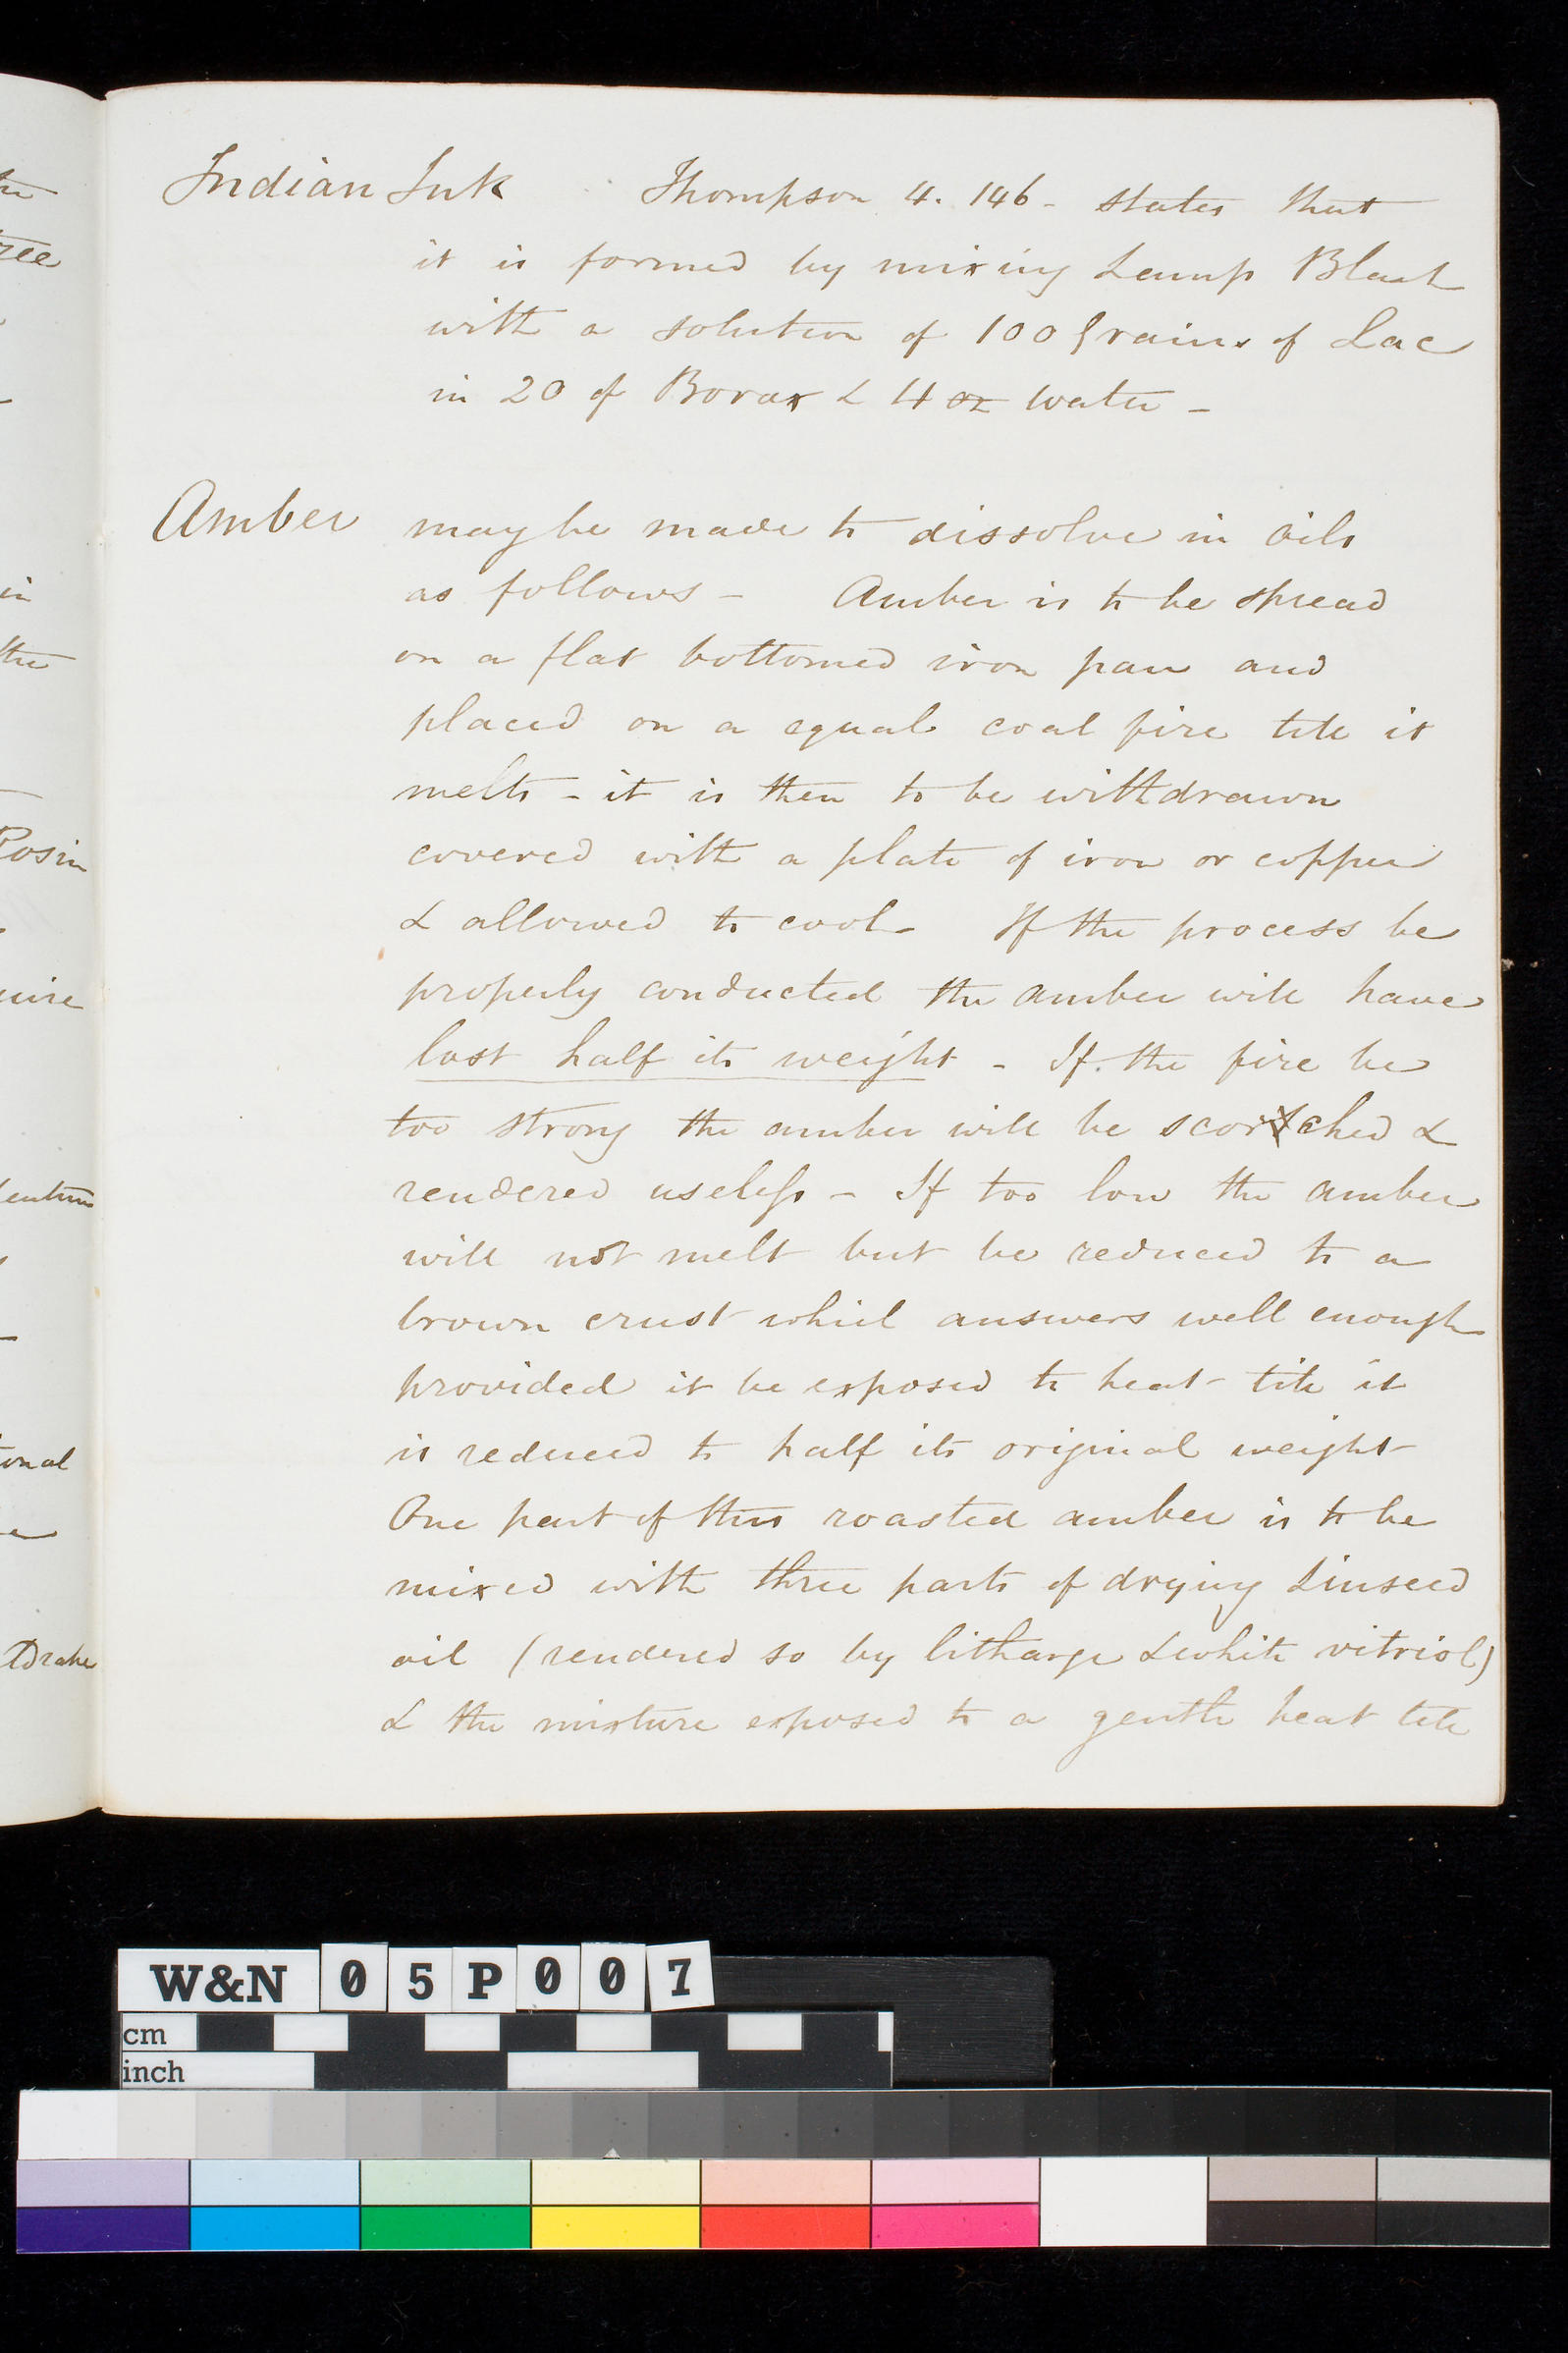 Indian Ink Thompson 4. 146 - states that
it is formed by mixing Lamp Black
with a solution of 100 Grains of Lac
in 20 of Borax & 4 oz water -
Amber may be made to dissolve in oils
as follows - Amber is to be spread
on a flat bottomed iron pan and
placed on a equal coal fire till it
melts - it is then to be withdrawn
covered with a plate of iron or copper
& allowed to cool - If the process be
properly conducted the amber will have
lost half its weight - If the fire be
too strong the amber will be scorched &
rendered useless - If too low the amber
will not melt but be reduced to a
brown crust which answers well enough
provided it be exposed to heat till it
is reduced to half its original weight
One part of this roasted amber is to be
mixed with three parts of drying Linseed
oil (rendered so by litharge & white vitriol)
& the mixture exposed to a gentle heat till
the
in
the
Rosin
onal
Drake
W&N 05P007
cm
inch